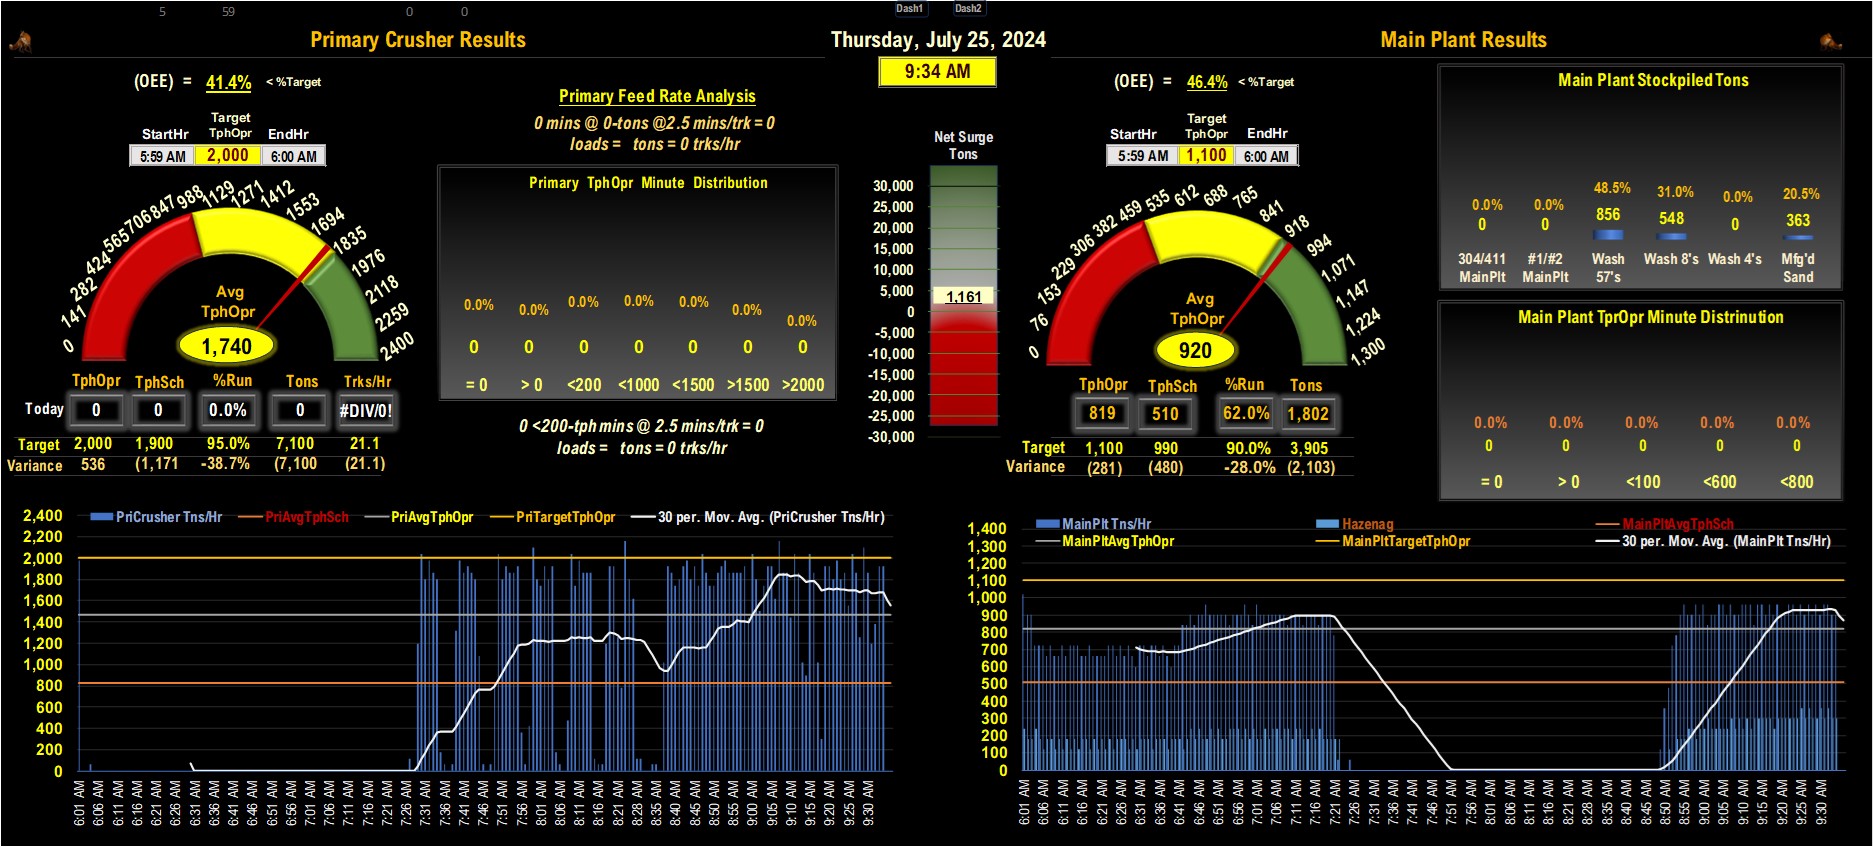 5 59 0 0 Dash1 Dash2
Primary Crusher Results
Thursday, July 25, 2024
Main Plant Results
9:34 AM
(OEE) = 41.4% < %Target
StartHr Target TphOpr EndHr
5:59 AM 2,000 6:00 AM
0 141 282 424 565 706 847 988 1129 1271 1412 1553 1694 1835 1976 2118 2259 2400
Avg
TphOpr
1,740
TphOpr TphSch %Run Tons Trks/Hr
Today 0 0 0.0% 0 #DIV/0!
Target 2,000 1,900 95.0% 7,100 21.1
Variance 536 (1,171 -38.7% (7,100 (21.1)
Primary Feed Rate Analysis
0 mins @ 0-tons @2.5 mins/trk = 0
loads = tons = 0 trks/hr
Primary TphOpr Minute Distribution
0.0% 0.0% 0.0% 0.0% 0.0% 0.0% 0.0%
0 0 0 0 0 0 0
= 0 > 0 <200 <1000 <1500 >1500 >2000
0 <200-tph mins @ 2.5 mins/trk = 0
loads = tons = 0 trks/hr
Net Surge
Tons
30,000
25,000
20,000
15,000
10,000
5,000
1,161
0
-5,000
-10,000
-15,000
-20,000
-25,000
-30,000
(OEE) = 46.4% < %Target
StartHr Target TphOpr EndHr
5:59 AM 1,100 6:00 AM
0 76 153 229 306 382 459 535 612 688 765 841 918 994 1,071 1,147 1,224 1,300
Avg
TphOpr
920
TphOpr TphSch %Run Tons
819 510 62.0% 1,802
Target 1,100 990 90.0% 3,905
Variance (281) (480) -28.0% (2,103)
Main Plant Stockpiled Tons
0.0% 0.0% 48.5% 31.0% 0.0% 20.5%
0 0 856 548 0 363
304/411 #1/#2 Wash Wash 8's Wash 4's Mfg'd
MainPlt MainPlt 57's Sand
Main Plant TprOpr Minute Distrinution
0.0% 0.0% 0.0% 0.0% 0.0%
0 0 0 0 0
= 0 > 0 <100 <600 <800
PriCrusher Tns/Hr PriAvgTphSch PriAvgTphOpr PriTargetTphOpr 30 per. Mov. Avg. (PriCrusher Tns/Hr)
2,400
2,200
2,000
1,800
1,600
1,400
1,200
1,000
800
600
400
200
0
6:01 AM 6:06 AM 6:11 AM 6:21 AM 6:26 AM 6:31 AM 6:36 AM 6:41 AM 6:46 AM 6:51 AM 6:56 AM 7:01 AM 7:06 AM 7:11 AM 7:16 AM 7:21 AM 7:26 AM 7:31 AM 7:36 AM 7:41 AM 7:46 AM 7:51 AM 7:56 AM 8:01 AM 8:06 AM 8:11 AM 8:16 AM 8:21 AM 8:30 AM 8:35 AM 8:40 AM 8:45 AM 8:50 AM 8:55 AM 9:00 AM 9:05 AM 9:10 AM 9:15 AM 9:20 AM 9:25 AM 9:30 AM
MainPlt Tns/Hr Hazenag MainPltAvgTphSch
MainPltAvgTphOpr MainPltTargetTphOpr 30 per. Mov. Avg. (MainPlt Tns/Hr)
1,400
1,300
1,200
1,100
1,000
900
800
700
600
500
400
300
200
100
0
6:01 AM 6:06 AM 6:11 AM 6:16 AM 6:21 AM 6:26 AM 6:31 AM 6:36 AM 6:41 AM 6:46 AM 6:51 AM 6:56 AM 7:01 AM 7:06 AM 7:11 AM 7:16 AM 7:21 AM 7:26 AM 7:31 AM 7:36 AM 7:41 AM 7:46 AM 7:51 AM 7:56 AM 8:50 AM 8:55 AM 9:00 AM 9:05 AM 9:10 AM 9:15 AM 9:20 AM 9:25 AM 9:30 AM